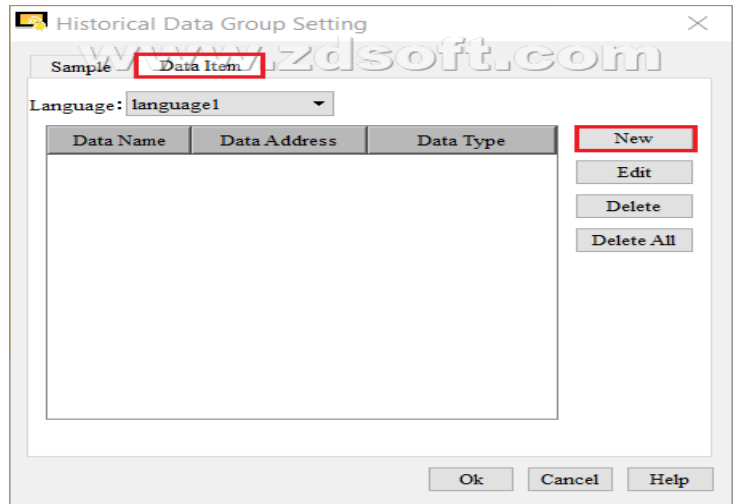 Historical Data Group Setting
www.zdsoft.com
Sample Data Item
Language: language1
Data Name Data Address Data Type
New
Edit
Delete
Delete All
Ok Cancel Help